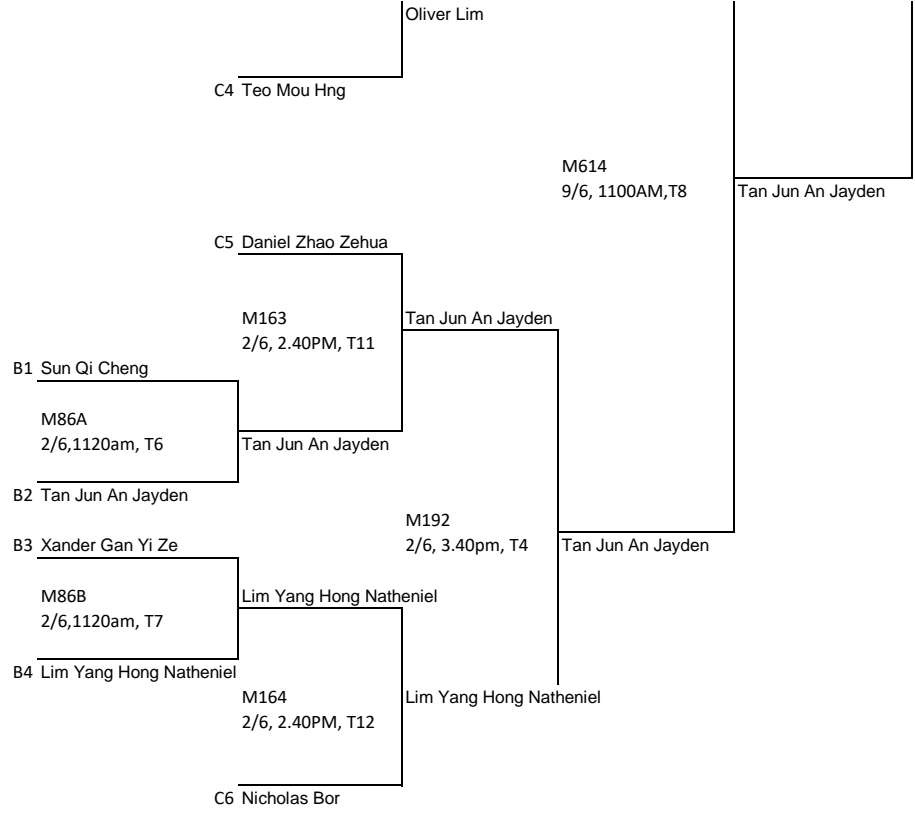 Oliver Lim
C4 Teo Mou Hng
M614
9/6, 1100AM,T8
Tan Jun An Jayden
C5 Daniel Zhao Zehua
M163
Tan Jun An Jayden
2/6, 2.40PM, T11
B1 Sun Qi Cheng
M86A
2/6,1120am, T6
Tan Jun An Jayden
B2 Tan Jun An Jayden
M192
B3 Xander Gan Yi Ze
2/6, 3.40pm, T4
Tan Jun An Jayden
M86B
Lim Yang Hong Natheniel
2/6,1120am, T7
B4 Lim Yang Hong Natheniel
M164
Lim Yang Hong Natheniel
2/6, 2.40PM, T12
C6 Nicholas Bor